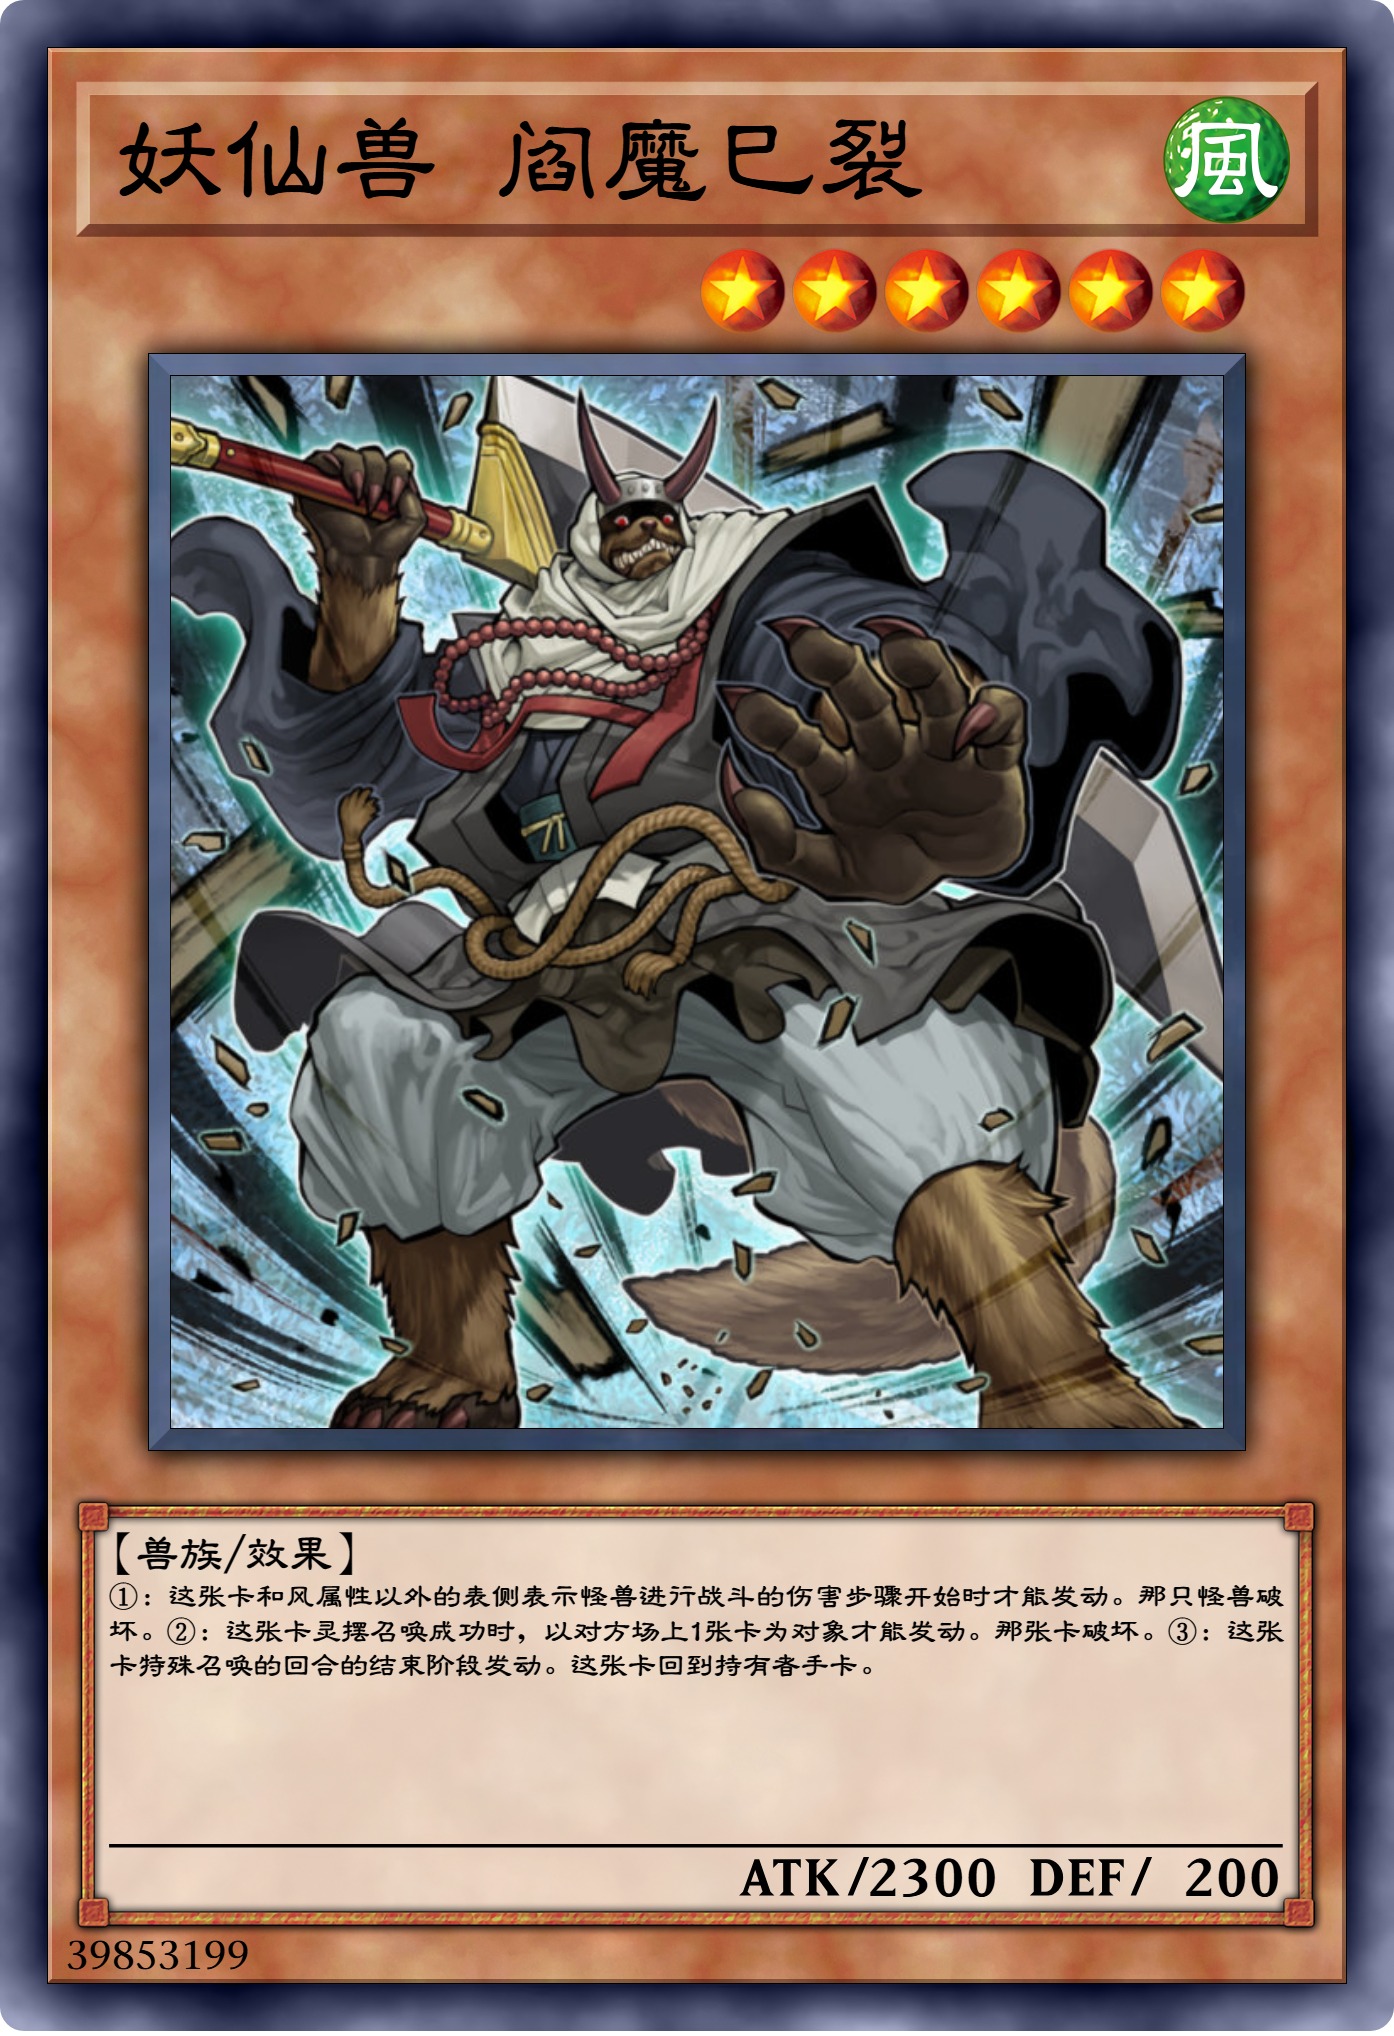 妖仙兽 阎魔巳裂
風
【兽族/效果】
①：这张卡和风属性以外的表侧表示怪兽进行战斗的伤害步骤开始时才能发动。那只怪兽破
坏。②：这张卡灵摆召唤成功时，以对方场上1张卡为对象才能发动。那张卡破坏。③：这张
卡特殊召唤的回合的结束阶段发动。这张卡回到持有者手卡。
ATK/2300 DEF/ 200
39853199